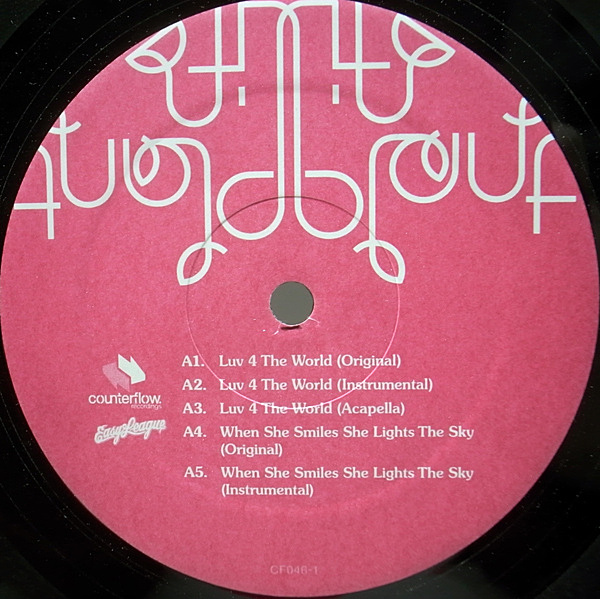 counterflow.
recordings
EasyLeague
A1. Luv 4 The World (Original)
A2. Luv 4 The World (Instrumental)
A3. Luv 4 The World (Acapella)
A4. When She Smiles She Lights The Sky
(Original)
A5. When She Smiles She Lights The Sky
(Instrumental)
CF046-1